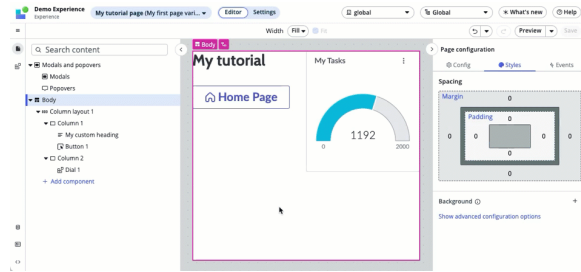 Demo Experience
Experience
My tutorial page (My first page vari...
Editor
Settings
global
Global
What's new
Help
Width
Fill
Fit
Preview
Save
Search content
Modals and popovers
Modals
Popovers
Body
Column layout 1
Column 1
My custom heading
Button 1
Column 2
Dial 1
+ Add component
Body
My tutorial
Home Page
My Tasks
1192
0
2000
Page configuration
Config
Styles
Events
Spacing
Margin
0
Padding
0
0
0
0
0
0
0
Background
Show advanced configuration options